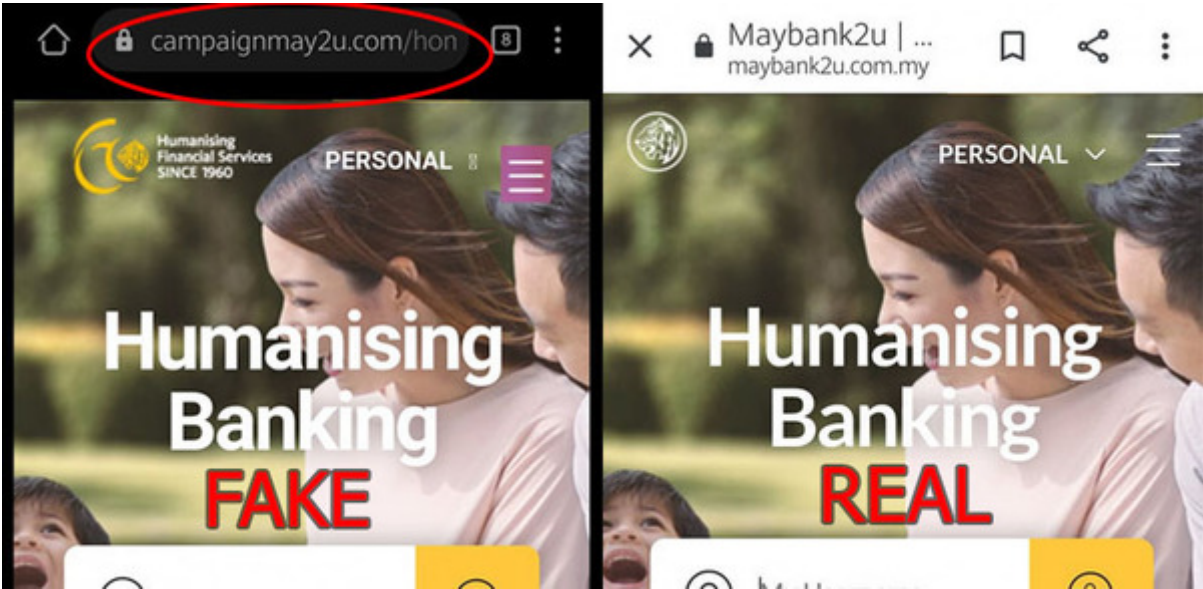 campaignmay2u.com/hon
8
Humanising
Financial Services
SINCE 1960
PERSONAL
Humanising
Banking
FAKE
Maybank2u | ...
maybank2u.com.my
PERSONAL
Humanising
Banking
REAL